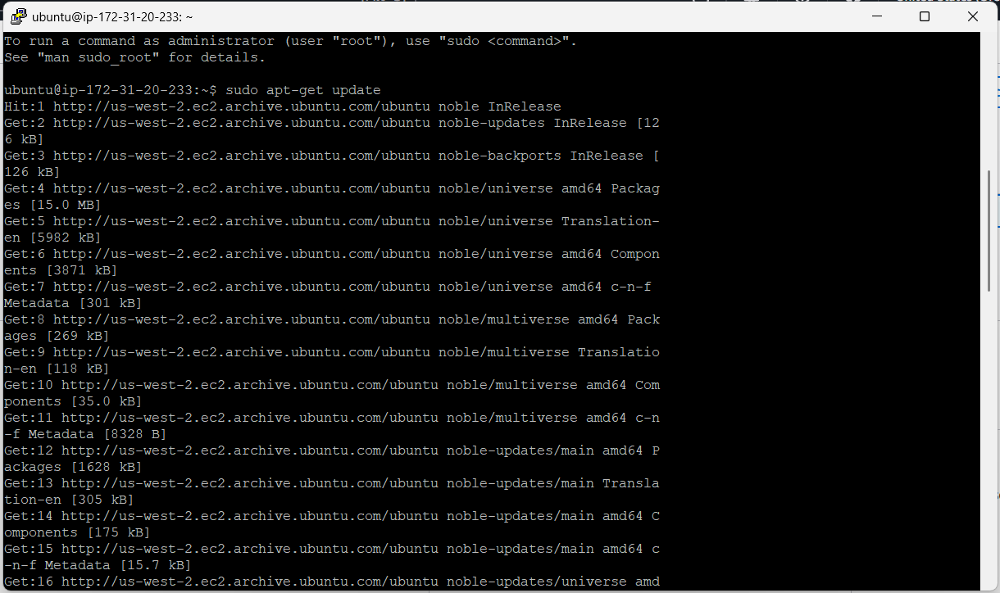 ubuntu@ip-172-31-20-233: ~
To run a command as administrator (user "root"), use "sudo <command>".
See "man sudo_root" for details.
ubuntu@ip-172-31-20-233:~$ sudo apt-get update
Hit:1 http://us-west-2.ec2.archive.ubuntu.com/ubuntu noble InRelease
Get:2 http://us-west-2.ec2.archive.ubuntu.com/ubuntu noble-updates InRelease [12
6 kB]
Get:3 http://us-west-2.ec2.archive.ubuntu.com/ubuntu noble-backports InRelease [
126 kB]
Get:4 http://us-west-2.ec2.archive.ubuntu.com/ubuntu noble/universe amd64 Packag
es [15.0 MB]
Get:5 http://us-west-2.ec2.archive.ubuntu.com/ubuntu noble/universe Translation-
en [5982 kB]
Get:6 http://us-west-2.ec2.archive.ubuntu.com/ubuntu noble/universe amd64 Compon
ents [3871 kB]
Get:7 http://us-west-2.ec2.archive.ubuntu.com/ubuntu noble/universe amd64 c-n-f
Metadata [301 kB]
Get:8 http://us-west-2.ec2.archive.ubuntu.com/ubuntu noble/multiverse amd64 Pack
ages [269 kB]
Get:9 http://us-west-2.ec2.archive.ubuntu.com/ubuntu noble/multiverse Translatio
n-en [118 kB]
Get:10 http://us-west-2.ec2.archive.ubuntu.com/ubuntu noble/multiverse amd64 Com
ponents [35.0 kB]
Get:11 http://us-west-2.ec2.archive.ubuntu.com/ubuntu noble/multiverse amd64 c-n
-f Metadata [8328 B]
Get:12 http://us-west-2.ec2.archive.ubuntu.com/ubuntu noble-updates/main amd64 P
ackages [1628 kB]
Get:13 http://us-west-2.ec2.archive.ubuntu.com/ubuntu noble-updates/main Transla
tion-en [305 kB]
Get:14 http://us-west-2.ec2.archive.ubuntu.com/ubuntu noble-updates/main amd64 C
omponents [175 kB]
Get:15 http://us-west-2.ec2.archive.ubuntu.com/ubuntu noble-updates/main amd64 c
-n-f Metadata [15.7 kB]
Get:16 http://us-west-2.ec2.archive.ubuntu.com/ubuntu noble-updates/universe amd